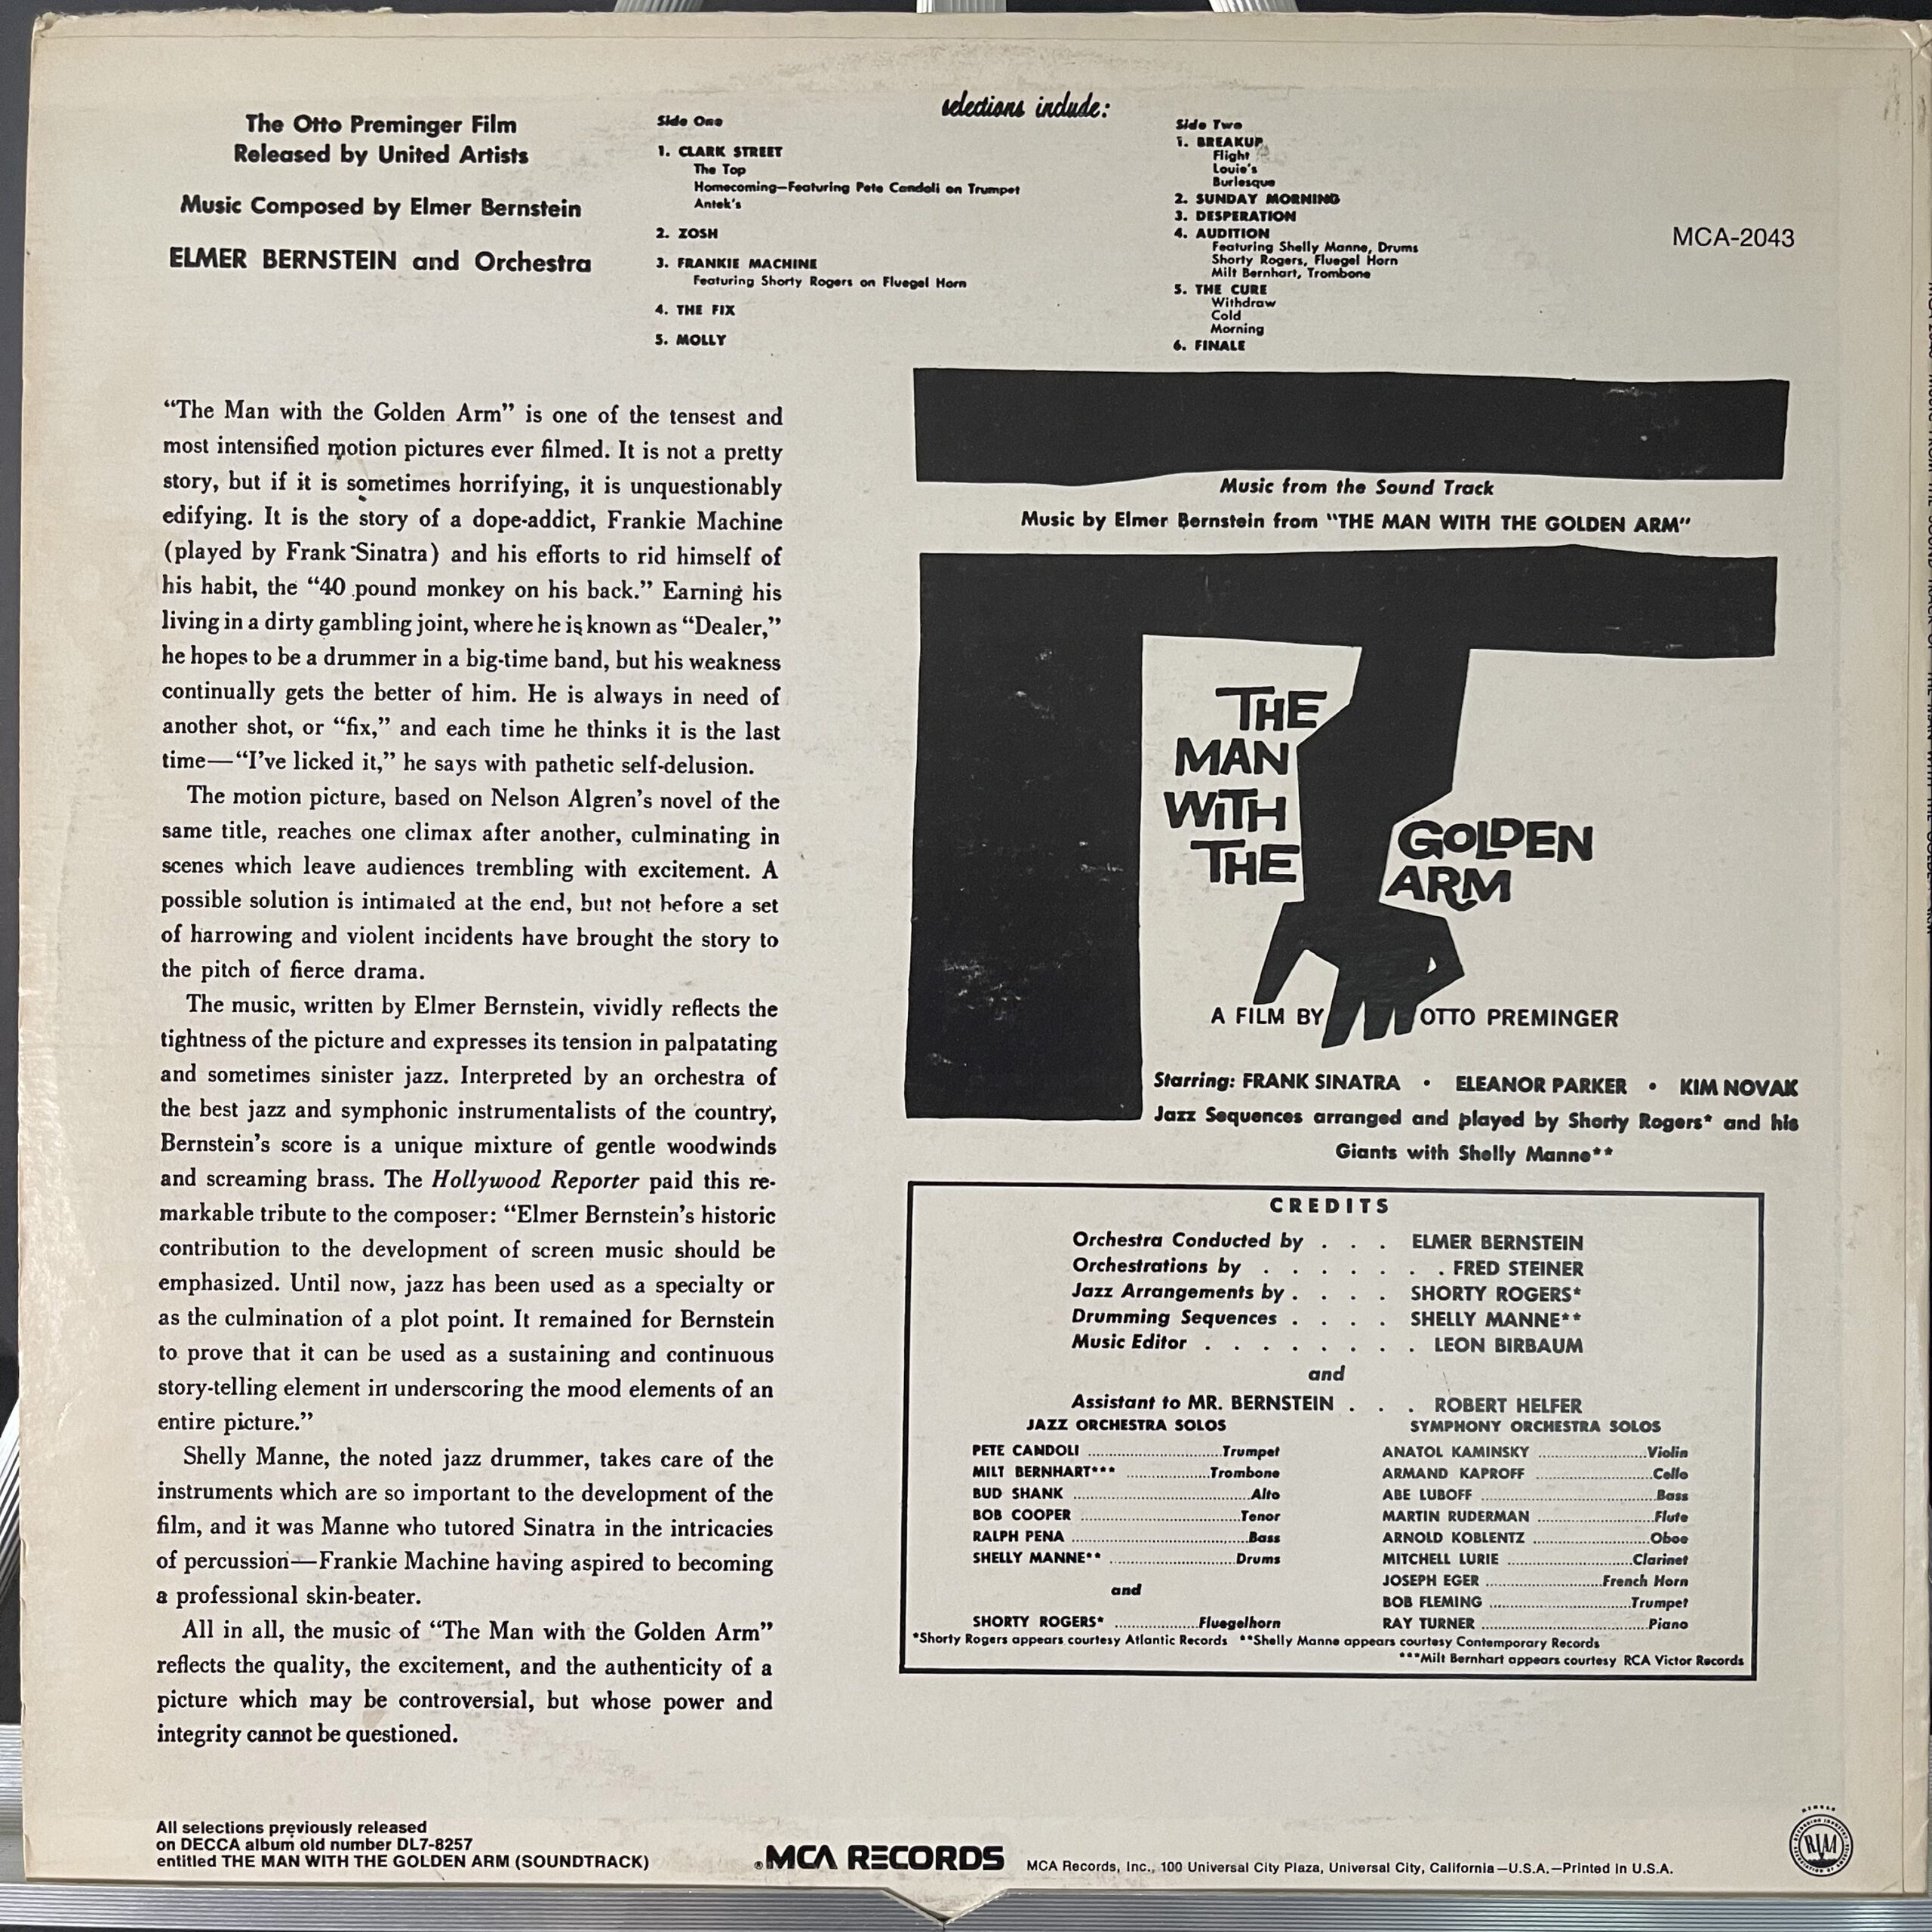 The Otto Preminger Film
Released by United Artists
Music Composed by Elmer Bernstein
ELMER BERNSTEIN and Orchestra
selections include:
Side One
1. CLARK STREET
The Top
Homecoming—Featuring Pete Candoli on Trumpet
Antek's
2. ZOSH
3. FRANKIE MACHINE
Featuring Shorty Rogers on Fluegel Horn
4. THE FIX
5. MOLLY
Side Two
1. BREAKUP
Flight
Louie's
Burlesque
2. SUNDAY MORNING
3. DESPERATION
4. AUDITION
Featuring Shelly Manne, Drums
Shorty Rogers, Fluegel Horn
Milt Bernhart, Trombone
5. THE CURE
Withdraw
Cold
Morning
6. FINALE
MCA-2043
“The Man with the Golden Arm” is one of the tensest and
most intensified motion pictures ever filmed. It is not a pretty
story, but if it is sometimes horrifying, it is unquestionably
edifying. It is the story of a dope-addict, Frankie Machine
(played by Frank Sinatra) and his efforts to rid himself of
his habit, the “40 pound monkey on his back.” Earning his
living in a dirty gambling joint, where he is known as “Dealer,”
he hopes to be a drummer in a big-time band, but his weakness
continually gets the better of him. He is always in need of
another shot, or “fix,” and each time he thinks it is the last
time—“I've licked it,” he says with pathetic self-delusion.
The motion picture, based on Nelson Algren's novel of the
same title, reaches one climax after another, culminating in
scenes which leave audiences trembling with excitement. A
possible solution is intimated at the end, but not before a set
of harrowing and violent incidents have brought the story to
the pitch of fierce drama.
The music, written by Elmer Bernstein, vividly reflects the
tightness of the picture and expresses its tension in palpatating
and sometimes sinister jazz. Interpreted by an orchestra of
the best jazz and symphonic instrumentalists of the country,
Bernstein's score is a unique mixture of gentle woodwinds
and screaming brass. The Hollywood Reporter paid this re-
markable tribute to the composer: “Elmer Bernstein's historic
contribution to the development of screen music should be
emphasized. Until now, jazz has been used as a specialty or
as the culmination of a plot point. It remained for Bernstein
to prove that it can be used as a sustaining and continuous
story-telling element in underscoring the mood elements of an
entire picture.”
Shelly Manne, the noted jazz drummer, takes care of the
instruments which are so important to the development of the
film, and it was Manne who tutored Sinatra in the intricacies
of percussion—Frankie Machine having aspired to becoming
a professional skin-beater.
All in all, the music of “The Man with the Golden Arm”
reflects the quality, the excitement, and the authenticity of a
picture which may be controversial, but whose power and
integrity cannot be questioned.
Music from the Sound Track
Music by Elmer Bernstein from “THE MAN WITH THE GOLDEN ARM”
THE
MAN
WITH
THE
GOLDEN
ARM
A FILM BY OTTO PREMINGER
Starring: FRANK SINATRA • ELEANOR PARKER • KIM NOVAK
Jazz Sequences arranged and played by Shorty Rogers* and his
Giants with Shelly Manne**
CREDITS
Orchestra Conducted by . . . ELMER BERNSTEIN
Orchestrations by . . . . . . . FRED STEINER
Jazz Arrangements by . . . . SHORTY ROGERS*
Drumming Sequences . . . . SHELLY MANNE**
Music Editor . . . . . . . . LEON BIRBAUM
and
Assistant to MR. BERNSTEIN . . . ROBERT HELFER
JAZZ ORCHESTRA SOLOS
PETE CANDOLI ..... Trumpet
MILT BERNHART*** ..... Trombone
BUD SHANK ..... Alto
BOB COOPER ..... Tenor
RALPH PENA ..... Bass
SHELLY MANNE** ..... Drums
and
SHORTY ROGERS* ..... Fluegelhorn
SYMPHONY ORCHESTRA SOLOS
ANATOL KAMINSKY ..... Violin
ARMAND KAPROFF ..... Cello
ABE LUBOFF ..... Bass
MARTIN RUDERMAN ..... Flute
ARNOLD KOBLENTZ ..... Oboe
MITCHELL LURIE ..... Clarinet
JOSEPH EGER ..... French Horn
BOB FLEMING ..... Trumpet
RAY TURNER ..... Piano
*Shorty Rogers appears courtesy Atlantic Records **Shelly Manne appears courtesy Contemporary Records
***Milt Bernhart appears courtesy RCA Victor Records
All selections previously released
on DECCA album old number DL7-8257
entitled THE MAN WITH THE GOLDEN ARM (SOUNDTRACK)
®MCA RECORDS
MCA Records, Inc., 100 Universal City Plaza, Universal City, California—U.S.A.—Printed in U.S.A.
RIAA